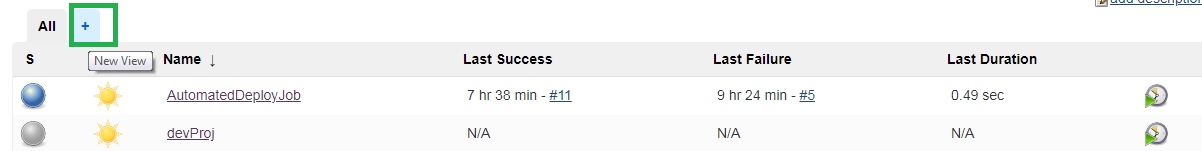 add description
All +
S Name ↓ Last Success Last Failure Last Duration
New View
AutomatedDeployJob 7 hr 38 min - #11 9 hr 24 min - #5 0.49 sec
devProj N/A N/A N/A